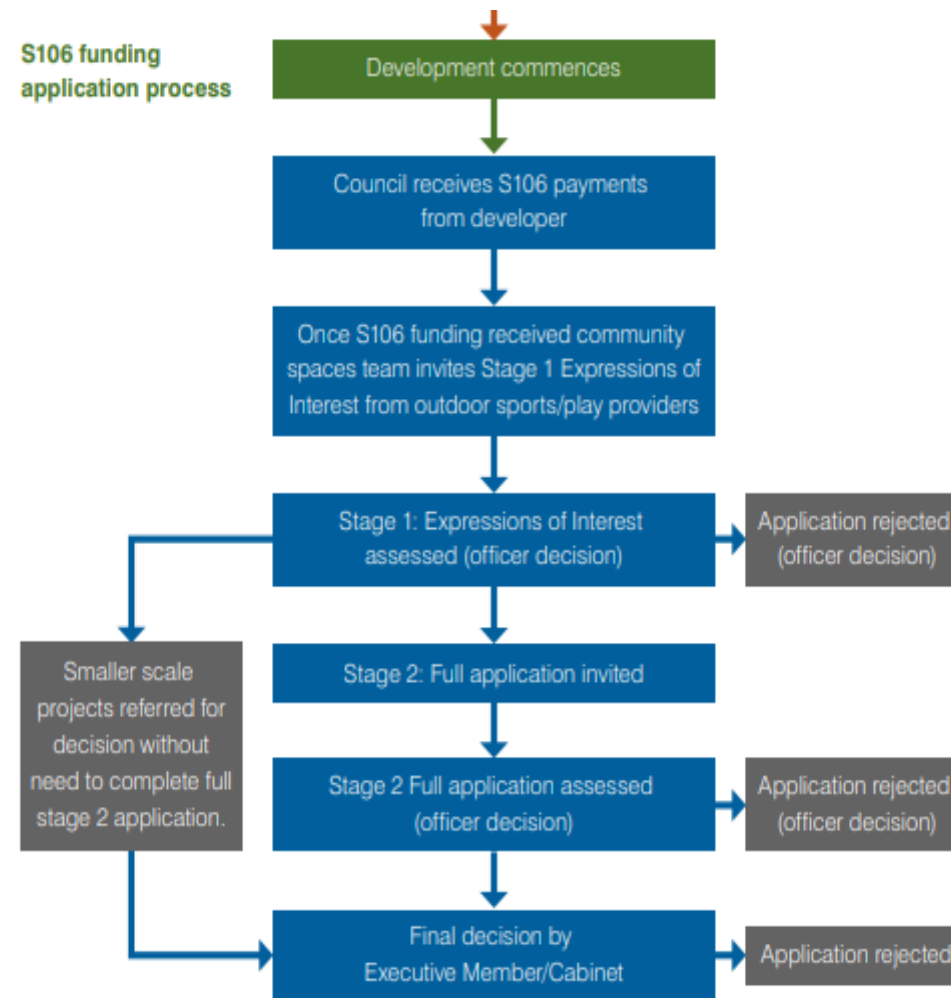 S106 funding
application process
Development commences
Council receives S106 payments
from developer
Once S106 funding received community
spaces team invites Stage 1 Expressions of
Interest from outdoor sports/play providers
Stage 1: Expressions of Interest
assessed (officer decision)
Application rejected
(officer decision)
Smaller scale
projects referred for
decision without
need to complete full
stage 2 application.
Stage 2: Full application invited
Stage 2 Full application assessed
(officer decision)
Application rejected
(officer decision)
Final decision by
Executive Member/Cabinet
Application rejected